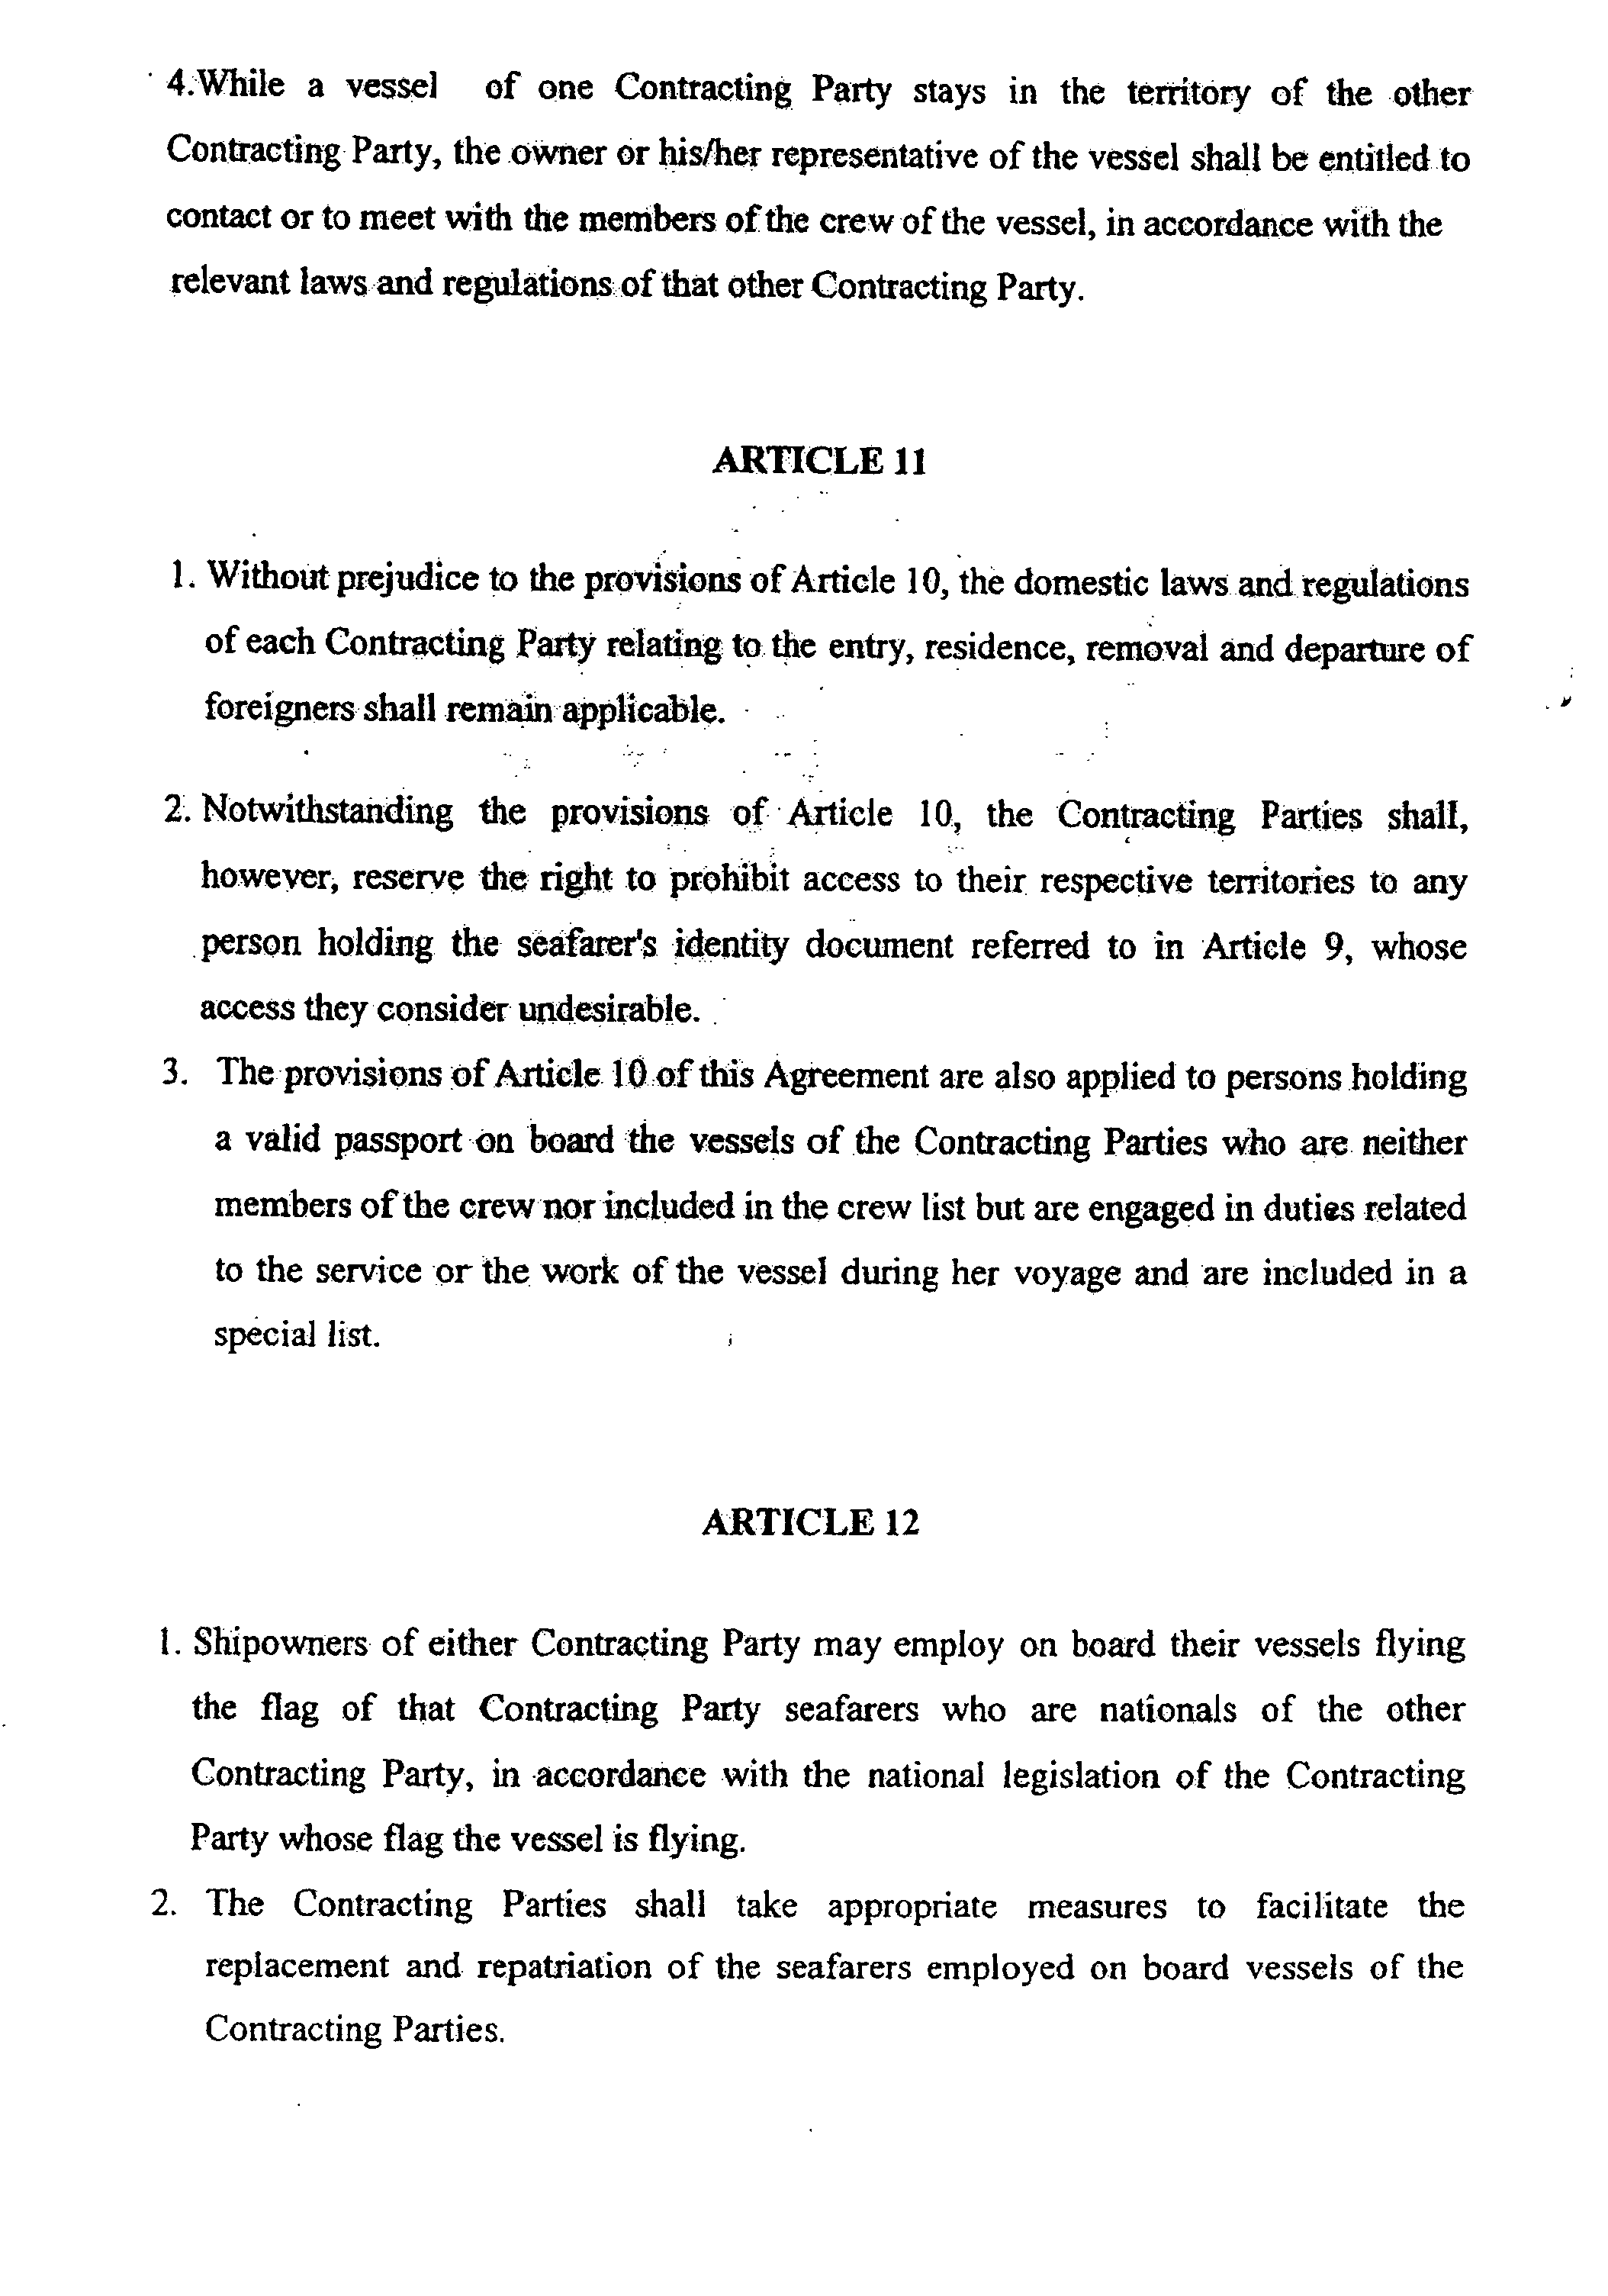 4.While a vessel of one Contracting Party stays in the territory of the other
Contracting Party, the owner or his/her representative of the vessel shall be entitled to
contact or to meet with the members of the crew of the vessel, in accordance with the
relevant laws and regulations of that other Contracting Party.
ARTICLE 11
1. Without prejudice to the provisions of Article 10, the domestic laws and regulations
of each Contracting Party relating to the entry, residence, removal and departure of
foreigners shall remain applicable.
2. Notwithstanding the provisions of Article 10, the Contracting Parties shall,
however, reserve the right to prohibit access to their respective territories to any
person holding the seafarer's identity document referred to in Article 9, whose
access they consider undesirable.
3. The provisions of Article 10 of this Agreement are also applied to persons holding
a valid passport on board the vessels of the Contracting Parties who are neither
members of the crew nor included in the crew list but are engaged in duties related
to the service or the work of the vessel during her voyage and are included in a
special list.
ARTICLE 12
1. Shipowners of either Contracting Party may employ on board their vessels flying
the flag of that Contracting Party seafarers who are nationals of the other
Contracting Party, in accordance with the national legislation of the Contracting
Party whose flag the vessel is flying.
2. The Contracting Parties shall take appropriate measures to facilitate the
replacement and repatriation of the seafarers employed on board vessels of the
Contracting Parties.